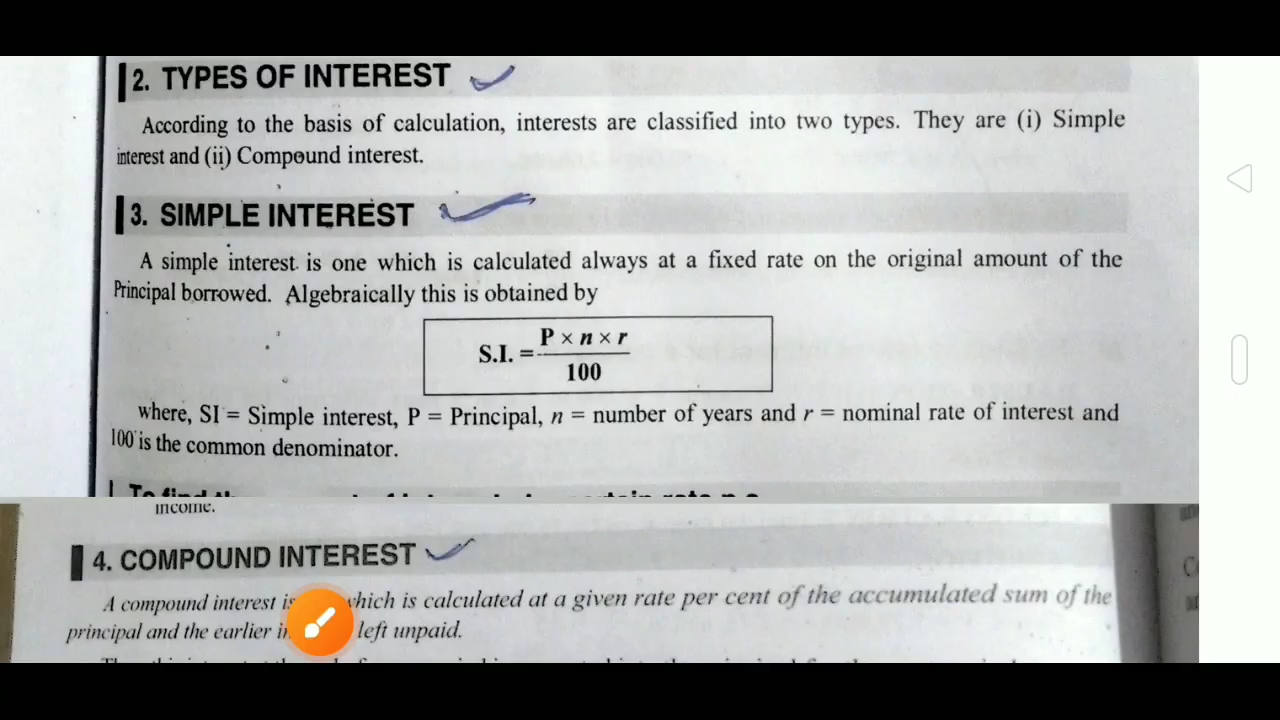 2. TYPES OF INTEREST
According to the basis of calculation, interests are classified into two types. They are (i) Simple
interest and (ii) Compound interest.
3. SIMPLE INTEREST
A simple interest is one which is calculated always at a fixed rate on the original amount of the
Principal borrowed. Algebraically this is obtained by
S.I. = P × n × r
100
where, SI = Simple interest, P = Principal, n = number of years and r = nominal rate of interest and
100 is the common denominator.
income.
4. COMPOUND INTEREST
A compound interest is which is calculated at a given rate per cent of the accumulated sum of the
principal and the earlier left unpaid.